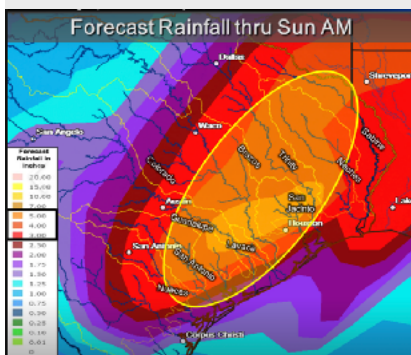 Forecast Rainfall thru Sun AM
Dallas
Shreveport
San Angelo
Waco
Forecast
Rainfall in
Inches
20.00
15.00
10.00
7.00
5.00
4.00
3.00
2.50
2.00
1.75
1.50
1.25
1.00
0.75
0.50
0.25
0.10
0.01
0
Colorado
Brazos
Trinity
Neches
Sabine
Austin
San
Jacinto
Guadalupe
Houston
Lavaca
San Antonio
San Antonio
Nueces
Corpus Christi